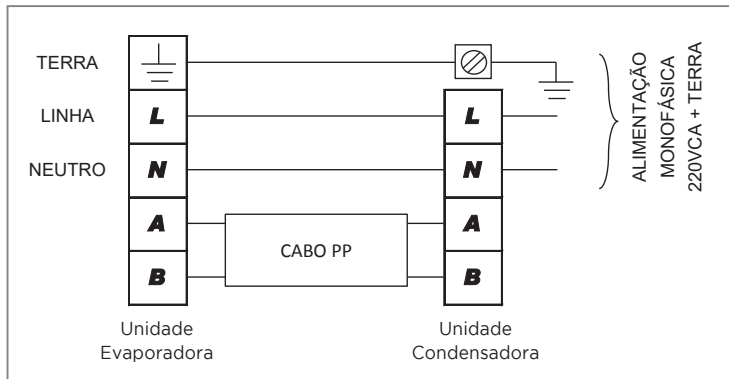 TERRA
LINHA
NEUTRO
L
N
A
B
CABO PP
L
N
A
B
ALIMENTAÇÃO
MONOFÁSICA
220VCA + TERRA
Unidade
Evaporadora
Unidade
Condensadora